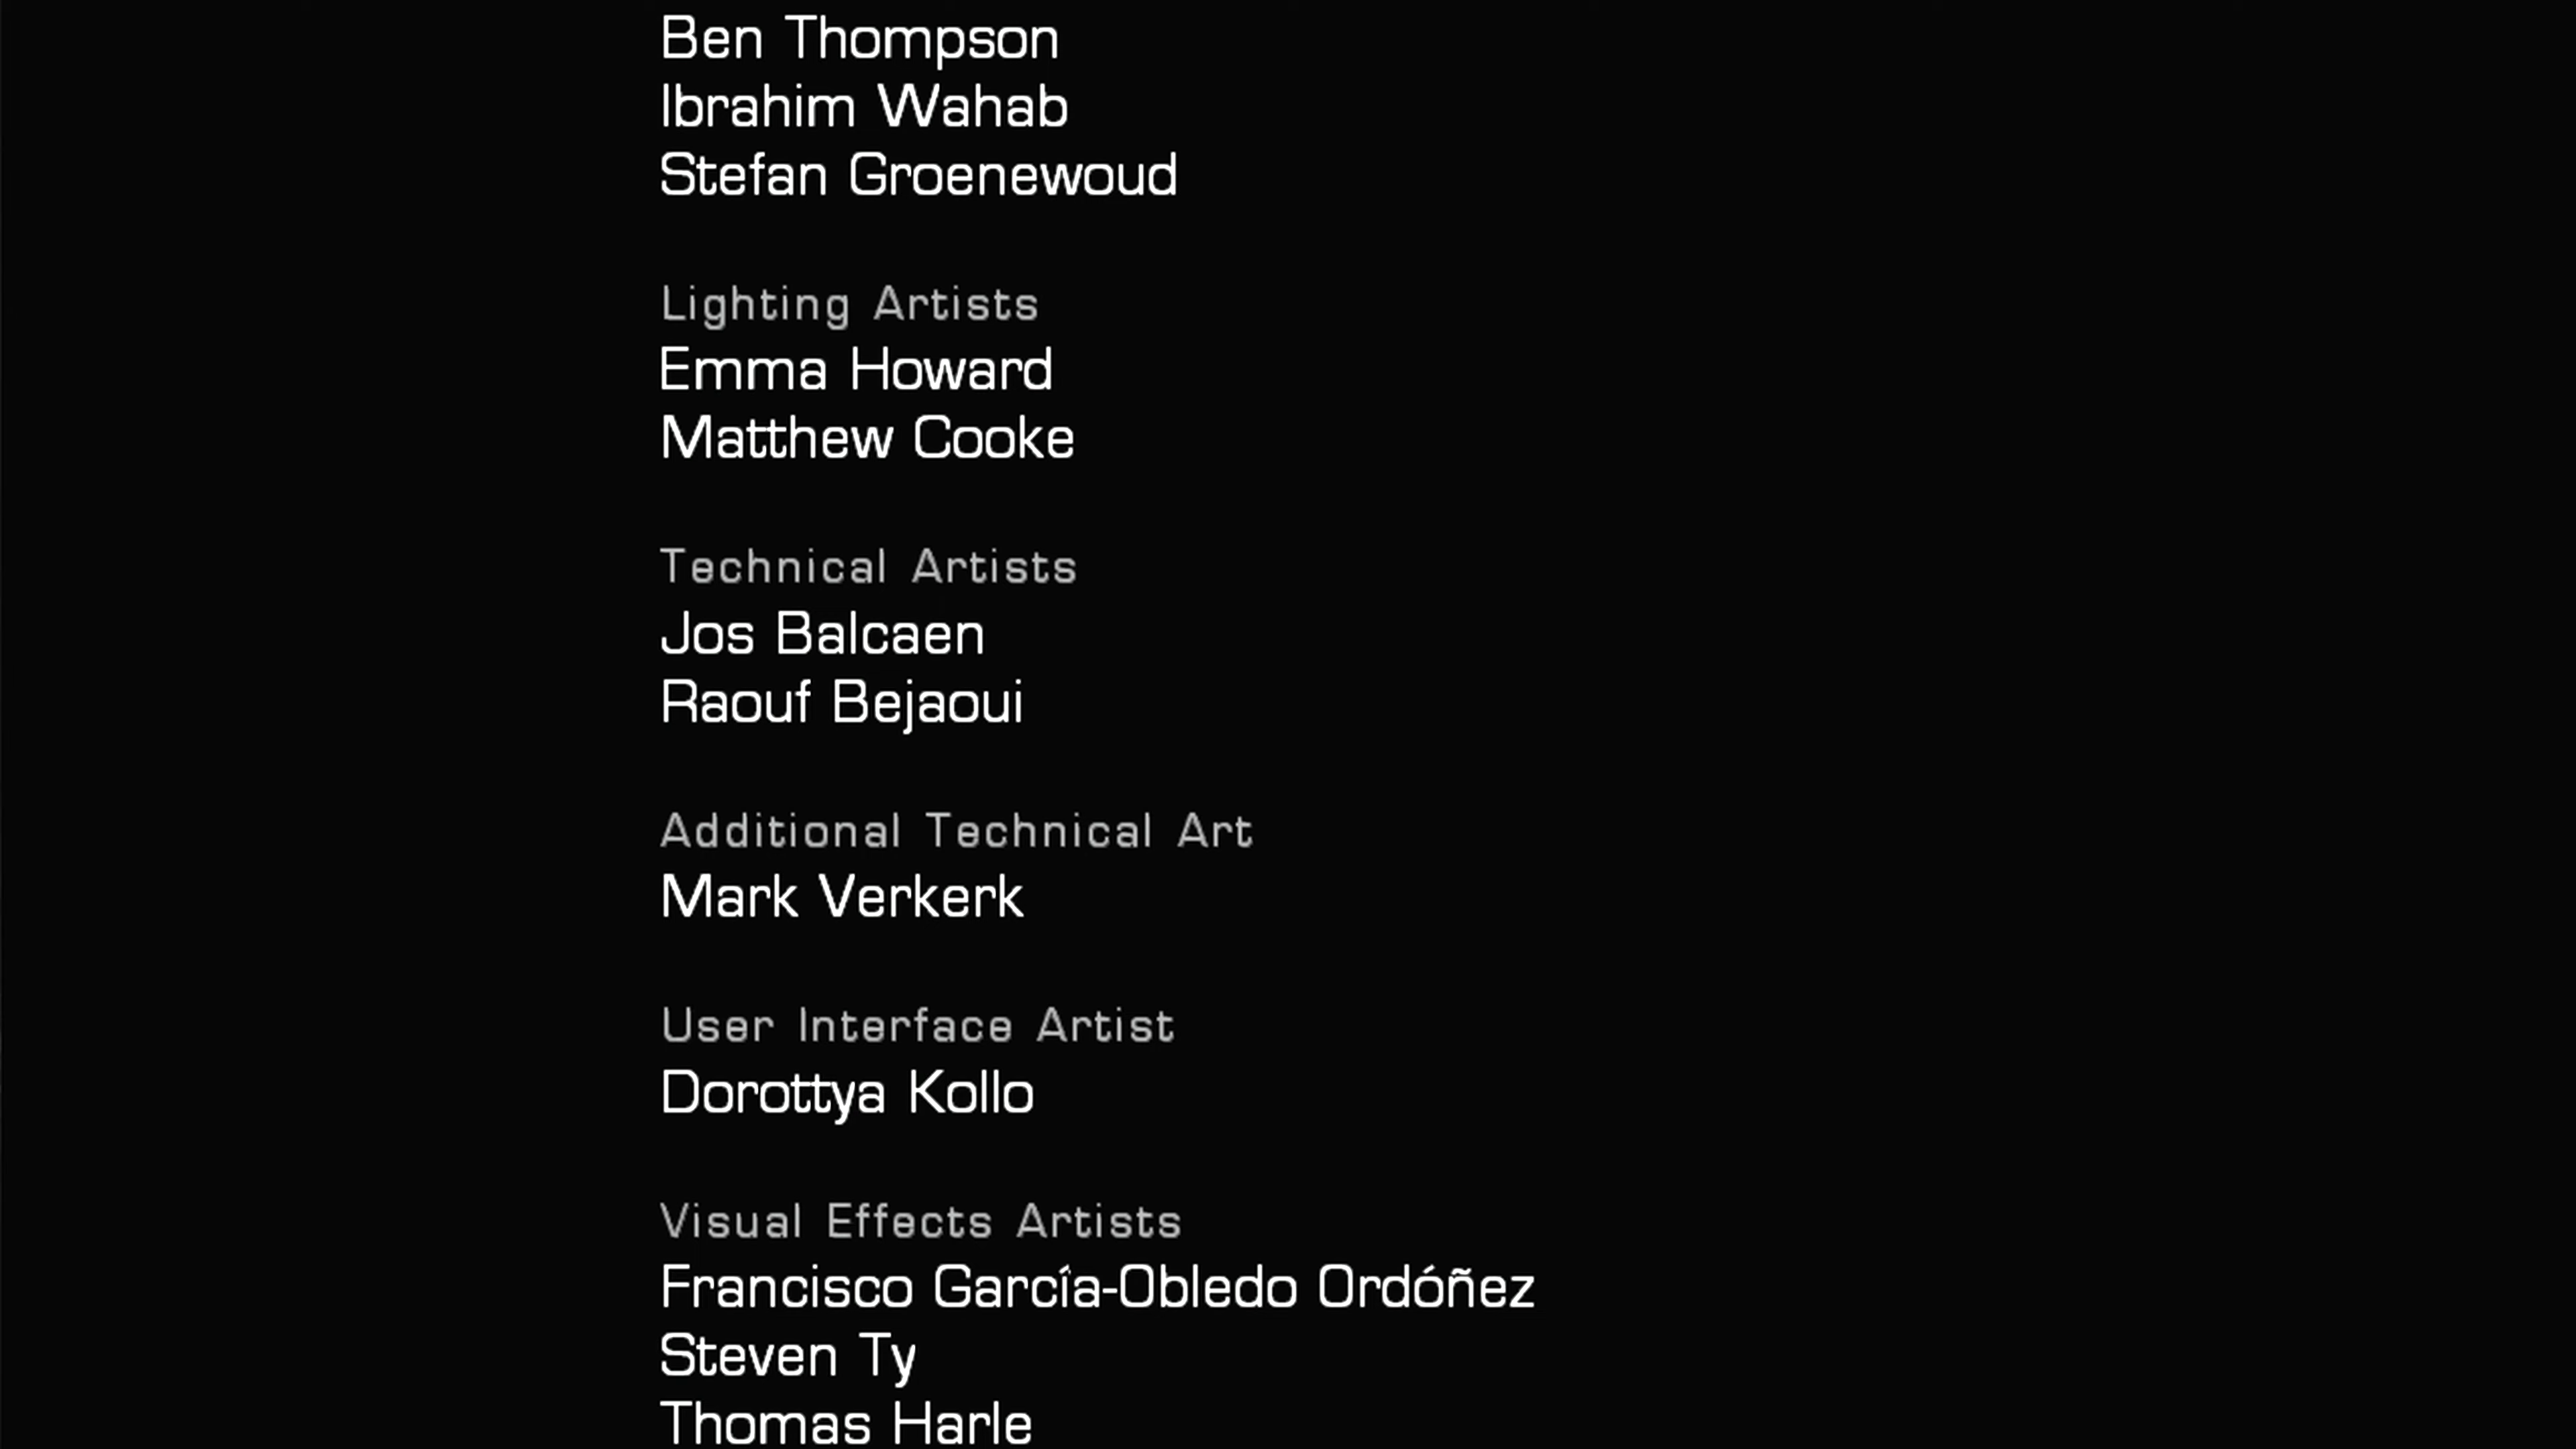 Ben Thompson
Ibrahim Wahab
Stefan Groenewoud
Lighting Artists
Emma Howard
Matthew Cooke
Technical Artists
Jos Balcaen
Raouf Bejaoui
Additional Technical Art
Mark Verkerk
User Interface Artist
Dorottya Kollo
Visual Effects Artists
Francisco García-Obledo Ordóñez
Steven Ty
Thomas Harle